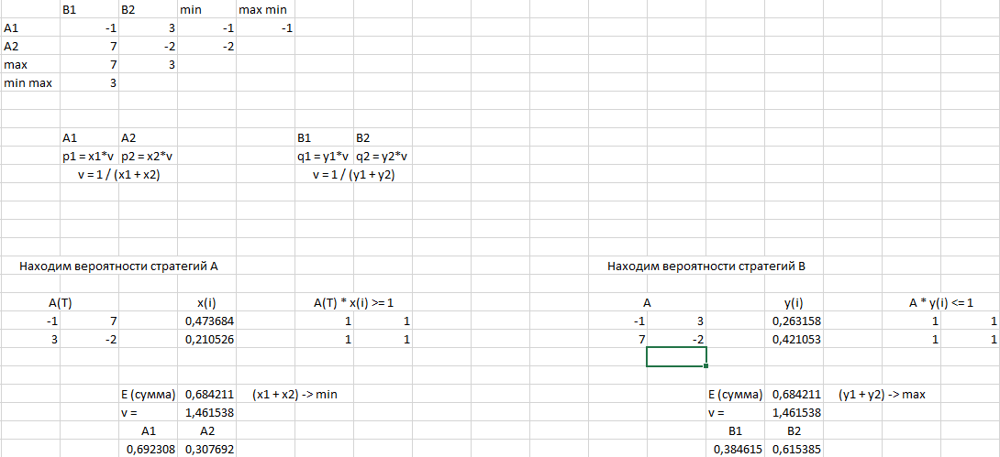 B1 B2 min max min
A1 -1 3 -1 -1
A2 7 -2 -2
max 7 3
min max 3
A1 A2 B1 B2
p1 = x1*v p2 = x2*v q1 = y1*v q2 = y2*v
v = 1 / (x1 + x2) v = 1 / (y1 + y2)
Находим вероятности стратегий А Находим вероятности стратегий В
A(T) x(i) A(T) * x(i) >= 1 A y(i) A * y(i) <= 1
-1 7 0,473684 1 1 -1 3 0,263158 1 1
3 -2 0,210526 1 1 7 -2 0,421053 1 1
E (сумма) 0,684211 (x1 + x2) -> min E (сумма) 0,684211 (y1 + y2) -> max
v = 1,461538 v = 1,461538
A1 A2 B1 B2
0,692308 0,307692 0,384615 0,615385